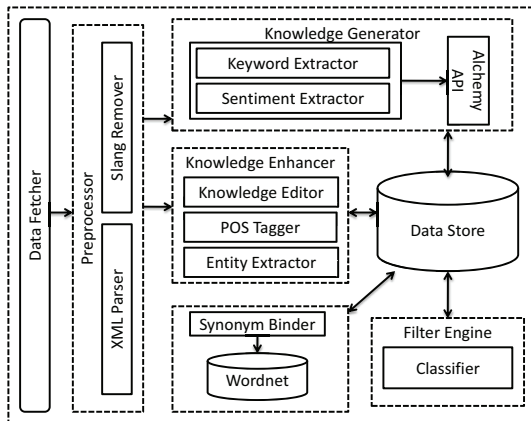 Data Fetcher
Preprocessor
Slang Remover
XML Parser
Knowledge Generator
Keyword Extractor
Sentiment Extractor
Alchemy
API
Knowledge Enhancer
Knowledge Editor
POS Tagger
Entity Extractor
Data Store
Synonym Binder
Wordnet
Filter Engine
Classifier